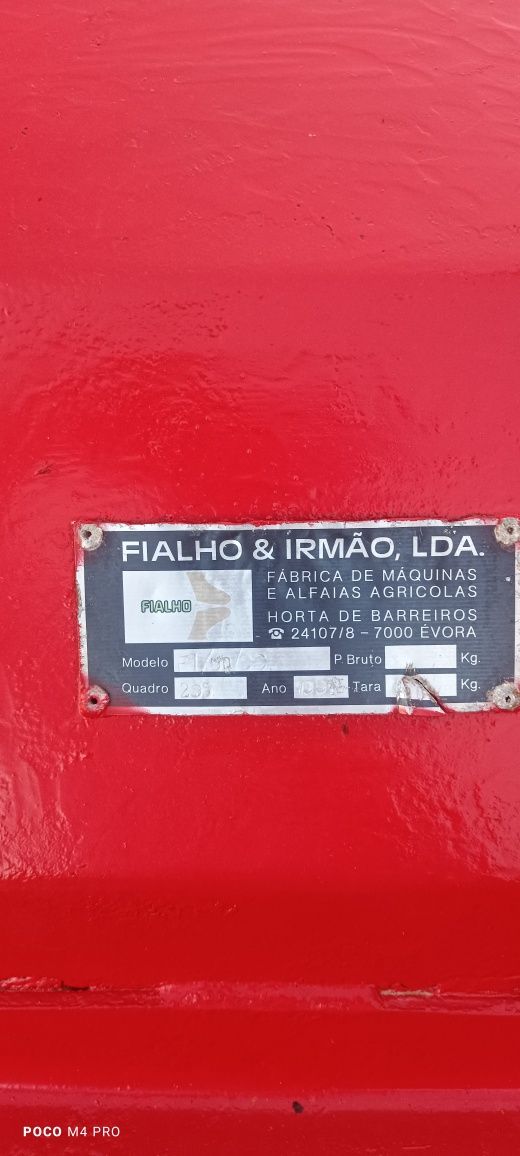 FIALHO & IRMÃO, LDA.
FIALHO
FÁBRICA DE MÁQUINAS
E ALFAIAS AGRICOLAS
HORTA DE BARREIROS
☎ 24107/8 – 7000 ÉVORA
Modelo P. Bruto Kg.
Quadro Ano Tara Kg.
POCO M4 PRO